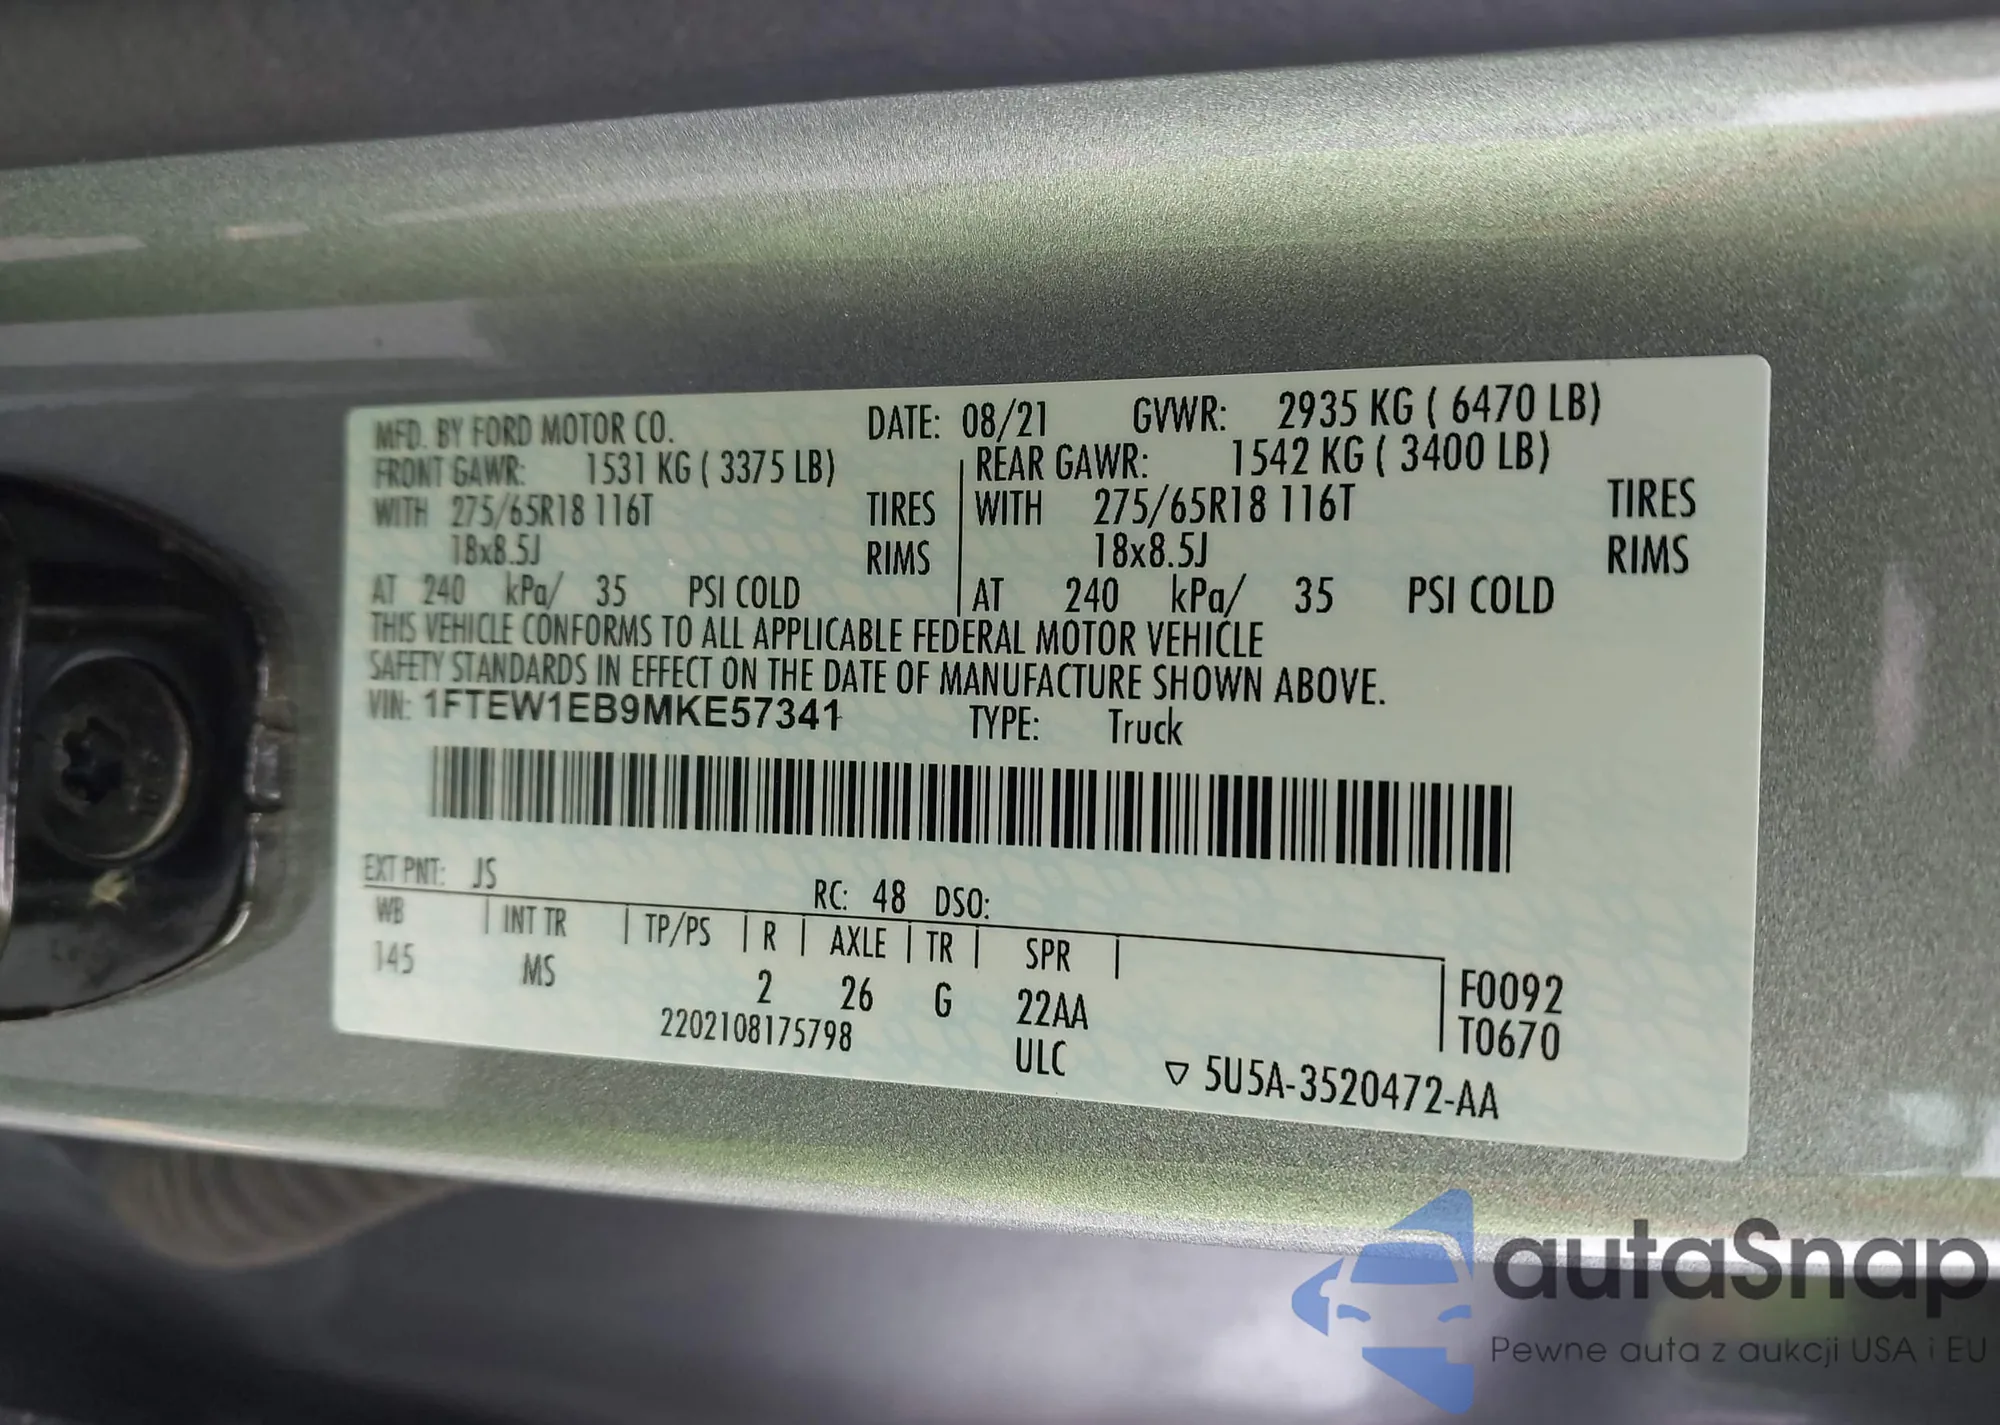 MFD. BY FORD MOTOR CO. DATE: 08/21 GVWR: 2935 KG ( 6470 LB)
FRONT GAWR: 1531 KG ( 3375 LB) REAR GAWR: 1542 KG ( 3400 LB)
WITH 275/65R18 116T TIRES WITH 275/65R18 116T TIRES
18x8.5J RIMS 18x8.5J RIMS
AT 240 kPa/ 35 PSI COLD AT 240 kPa/ 35 PSI COLD
THIS VEHICLE CONFORMS TO ALL APPLICABLE FEDERAL MOTOR VEHICLE
SAFETY STANDARDS IN EFFECT ON THE DATE OF MANUFACTURE SHOWN ABOVE.
VIN: 1FTEW1EB9MKE57341 TYPE: Truck
EXT PNT: JS RC: 48 DSO:
WB INT TR TP/PS R AXLE TR SPR
145 MS 2 26 G 22AA F0092
2202108175798 ULC T0670
▽ 5U5A-3520472-AA
autaSnap
Pewne auta z aukcji USA i EU